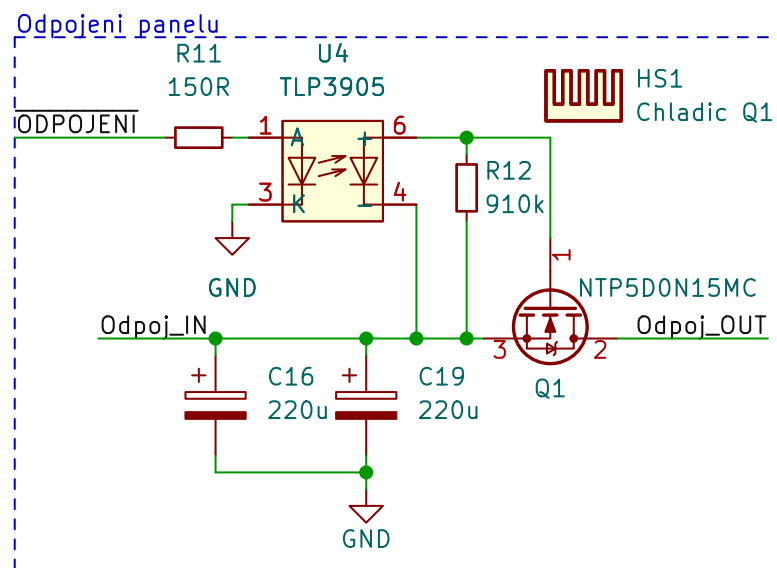 Odpojeni panelu
R11
150R
U4
TLP3905
HS1
Chladic Q1
ODPOJENI
1
A
+
6
3
K
-
4
R12
910k
GND
1
NTP5D0N15MC
Odpoj_IN
Odpoj_OUT
3
2
Q1
+
C16
220u
+
C19
220u
GND